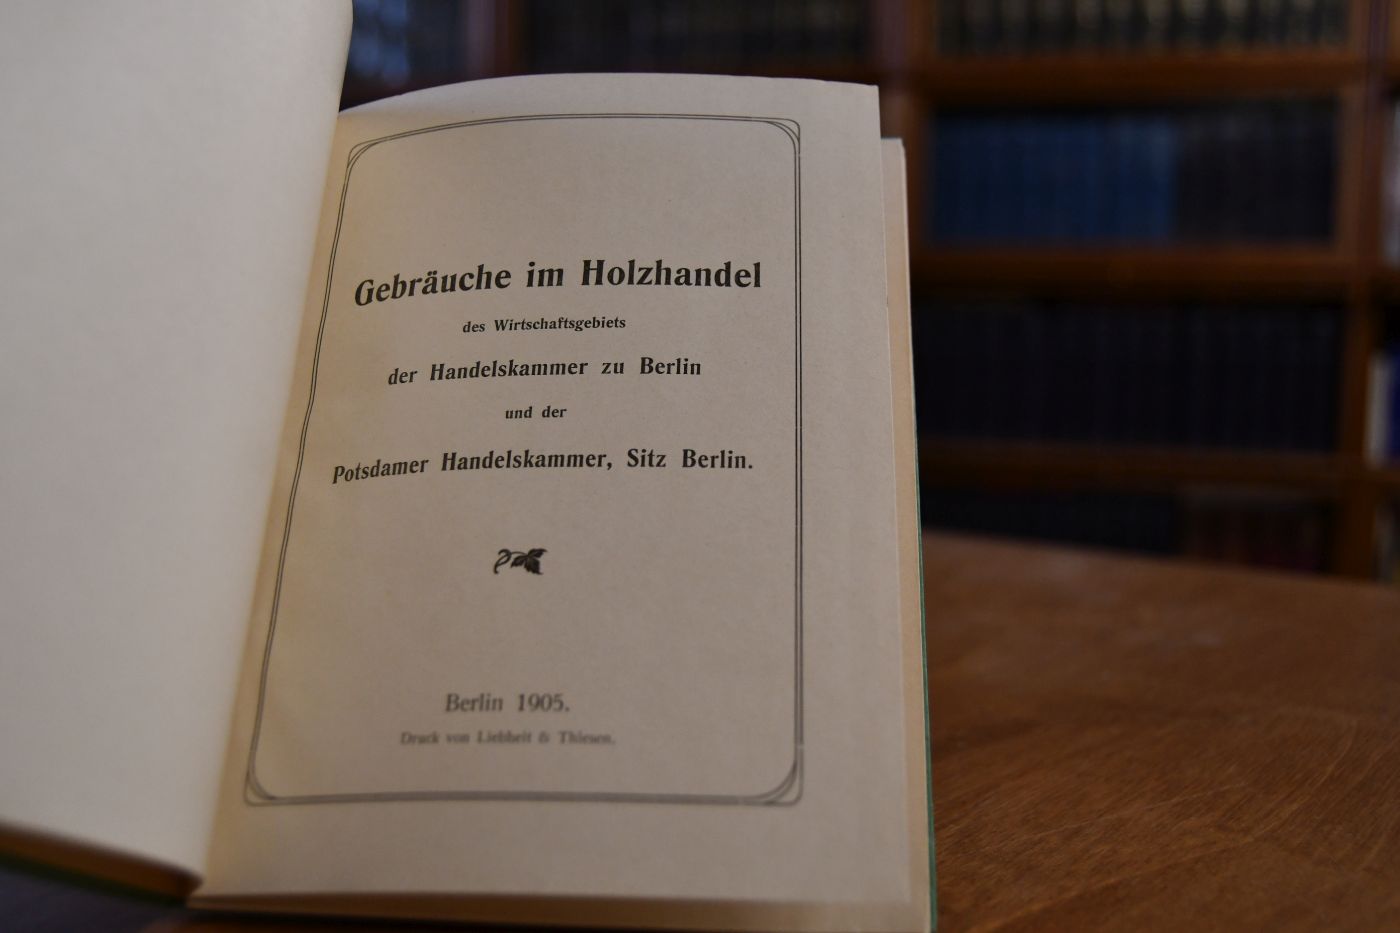 Gebräuche im Holzhandel
des Wirtschaftsgebiets
der Handelskammer zu Berlin
und der
Potsdamer Handelskammer, Sitz Berlin.
Berlin 1905.
Druck von Liebheit & Thiesen.